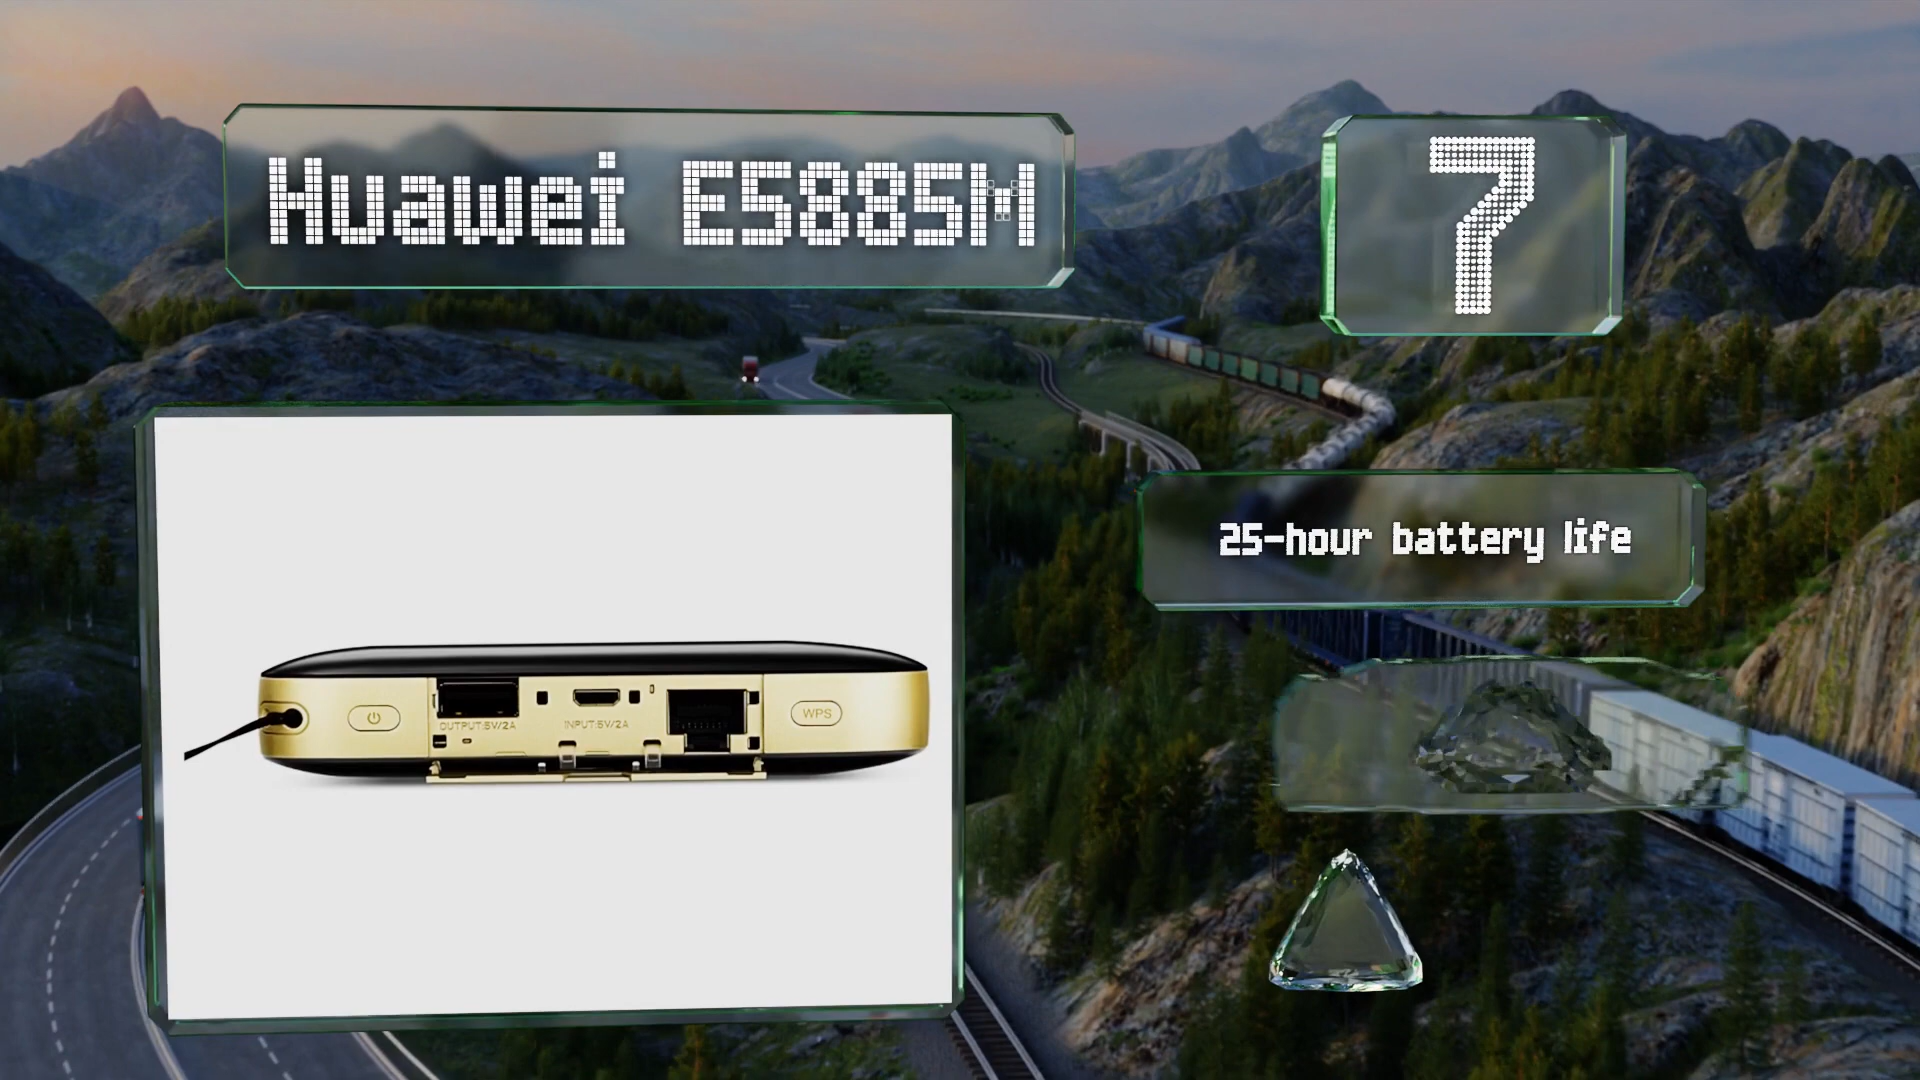 Huawei E5885M
7
25-hour battery life
OUTPUT:5V/2A
INPUT:5V/2A
WPS